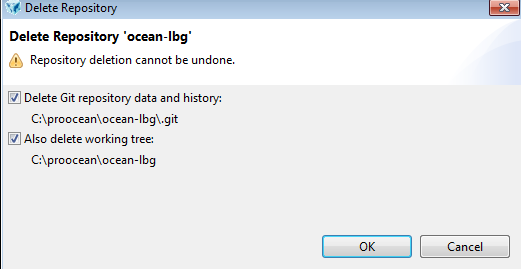 Delete Repository
Delete Repository 'ocean-lbg'
Repository deletion cannot be undone.
Delete Git repository data and history:
C:\proocean\ocean-lbg\.git
Also delete working tree:
C:\proocean\ocean-lbg
OK
Cancel